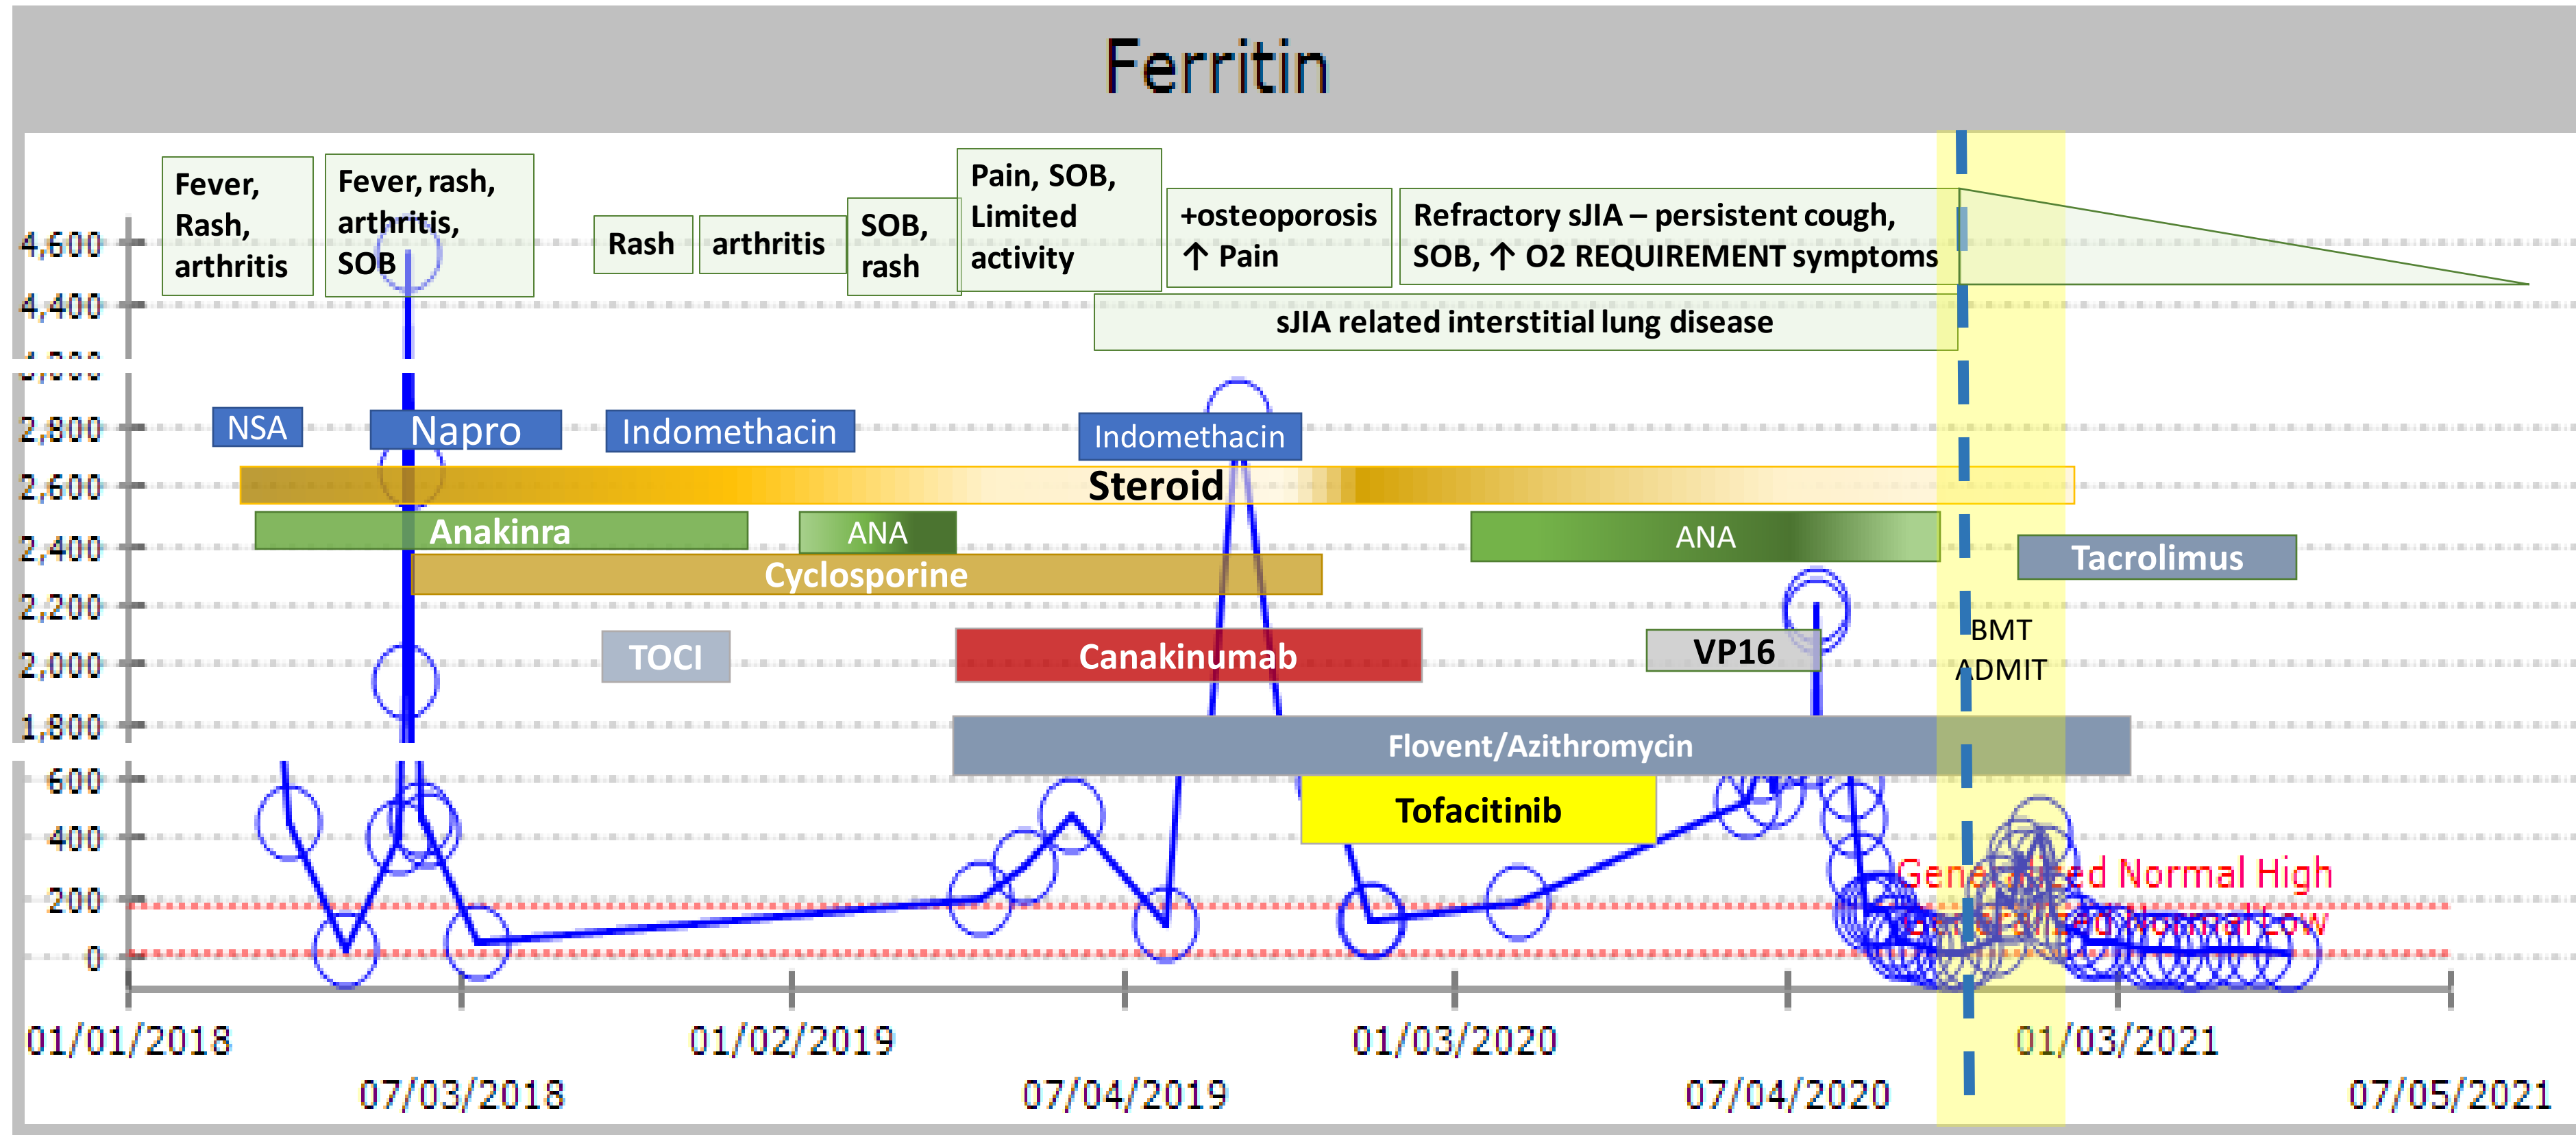 Ferritin
Fever,
Rash,
arthritis
Fever, rash,
arthritis,
SOB
Rash
arthritis
SOB,
rash
Pain, SOB,
Limited
activity
+osteoporosis
↑ Pain
Refractory sJIA – persistent cough,
SOB, ↑ O2 REQUIREMENT symptoms
sJIA related interstitial lung disease
4,600
4,400
2,800
2,600
2,400
2,200
2,000
1,800
600
400
200
0
NSA
Napro
Indomethacin
Indomethacin
Steroid
Anakinra
ANA
ANA
Cyclosporine
Tacrolimus
TOCI
Canakinumab
VP16
BMT
ADMIT
Flovent/Azithromycin
Tofacitinib
Generalized Normal High
Generalized Normal Low
01/01/2018
07/03/2018
01/02/2019
07/04/2019
01/03/2020
07/04/2020
01/03/2021
07/05/2021